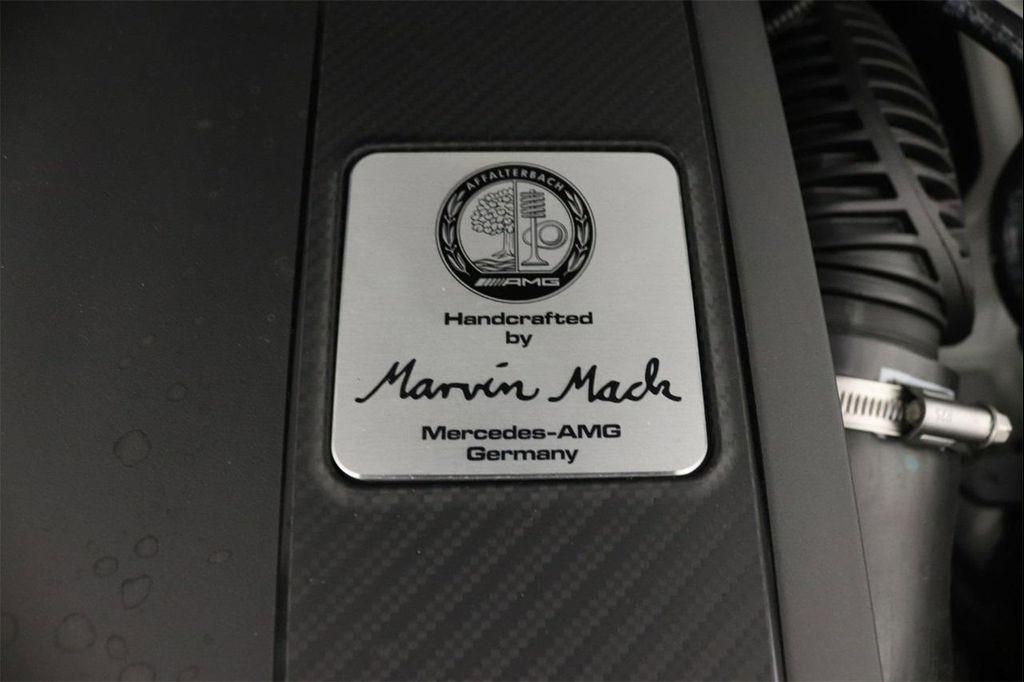 AFFALTERBACH
AMG
Handcrafted
by
Marvin Mack
Mercedes-AMG
Germany